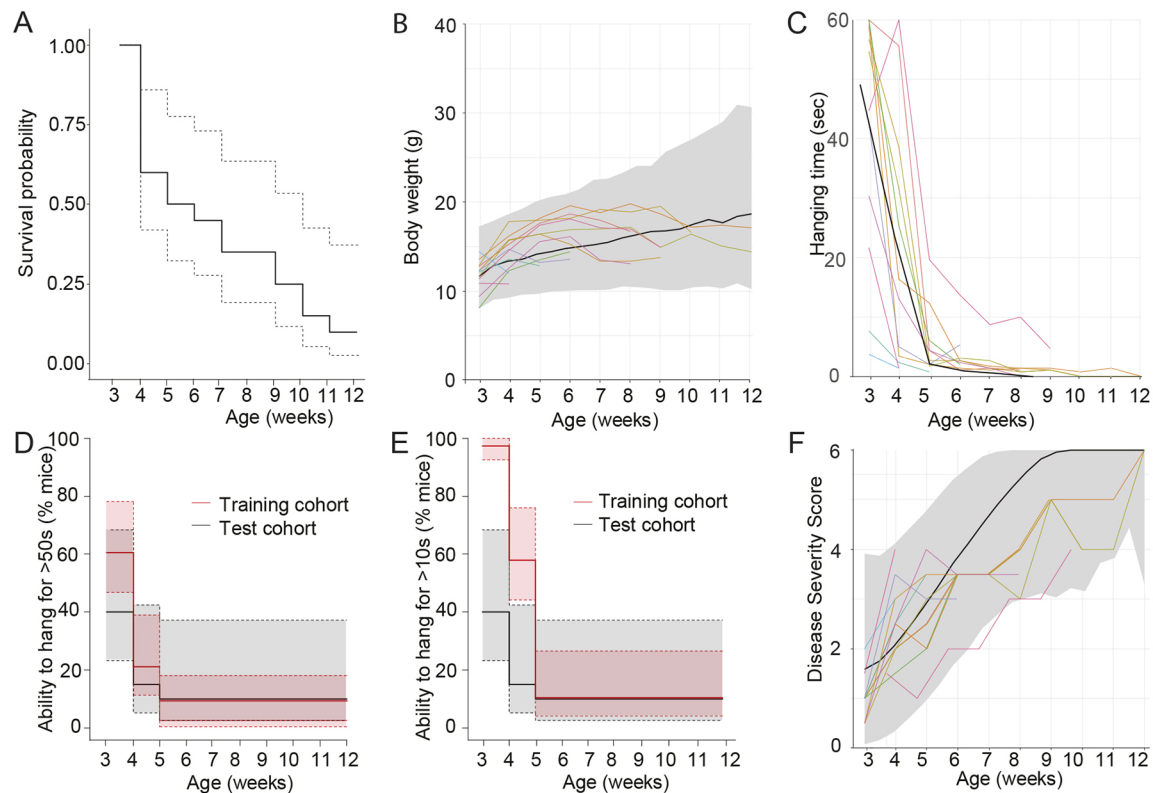 A
Survival probability
1.00
0.75
0.50
0.25
0.00
3 4 5 6 7 8 9 10 11 12
Age (weeks)
B
Body weight (g)
40
30
20
10
0
3 4 5 6 7 8 9 10 11 12
Age (weeks)
C
Hanging time (sec)
60
40
20
0
3 4 5 6 7 8 9 10 11 12
Age (weeks)
D
Ability to hang for >50s (% mice)
100
80
60
40
20
0
Training cohort
Test cohort
3 4 5 6 7 8 9 10 11 12
Age (weeks)
E
Ability to hang for >10s (% mice)
100
80
60
40
20
0
Training cohort
Test cohort
3 4 5 6 7 8 9 10 11 12
Age (weeks)
F
Disease Severity Score
6
4
2
0
3 4 5 6 7 8 9 10 11 12
Age (weeks)